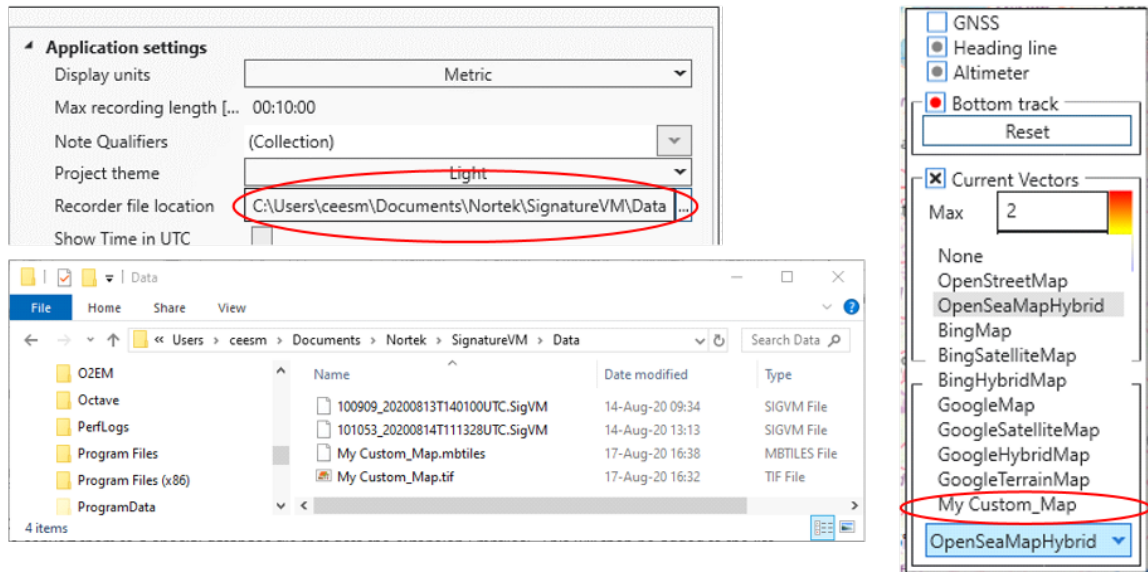 Application settings
Display units Metric
Max recording length [... 00:10:00
Note Qualifiers (Collection)
Project theme Light
Recorder file location C:\Users\ceesm\Documents\Nortek\SignatureVM\Data ...
Show Time in UTC
Data
File Home Share View
« Users > ceesm > Documents > Nortek > SignatureVM > Data Search Data
Name Date modified Type
O2EM
Octave
PerfLogs
Program Files
Program Files (x86)
ProgramData
100909_20200813T140100UTC.SigVM 14-Aug-20 09:34 SIGVM File
101053_20200814T111328UTC.SigVM 14-Aug-20 13:13 SIGVM File
My Custom_Map.mbtiles 17-Aug-20 16:38 MBTILES File
My Custom_Map.tif 17-Aug-20 16:32 TIF File
4 items
GNSS
Heading line
Altimeter
Bottom track
Reset
Current Vectors
Max 2
None
OpenStreetMap
OpenSeaMapHybrid
BingMap
BingSatelliteMap
BingHybridMap
GoogleMap
GoogleSatelliteMap
GoogleHybridMap
GoogleTerrainMap
My Custom_Map
OpenSeaMapHybrid